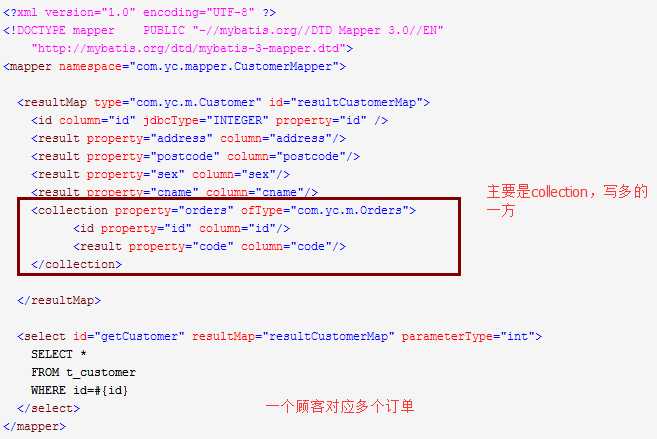 <?xml version="1.0" encoding="UTF-8" ?>
<!DOCTYPE mapper    PUBLIC "-//mybatis.org//DTD Mapper 3.0//EN"
    "http://mybatis.org/dtd/mybatis-3-mapper.dtd">
<mapper namespace="com.yc.mapper.CustomerMapper">
  <resultMap type="com.yc.m.Customer" id="resultCustomerMap">
    <id column="id" jdbcType="INTEGER" property="id" />
    <result property="address" column="address"/>
    <result property="postcode" column="postcode"/>
    <result property="sex" column="sex"/>
    <result property="cname" column="cname"/>
    <collection property="orders" ofType="com.yc.m.Orders">
          <id property="id" column="id"/>
          <result property="code" column="code"/>
    </collection>
主要是collection，写多的
一方
  </resultMap>
  <select id="getCustomer" resultMap="resultCustomerMap" parameterType="int">
    SELECT *
    FROM t_customer
    WHERE id=#{id}
  </select>
一个顾客对应多个订单
</mapper>